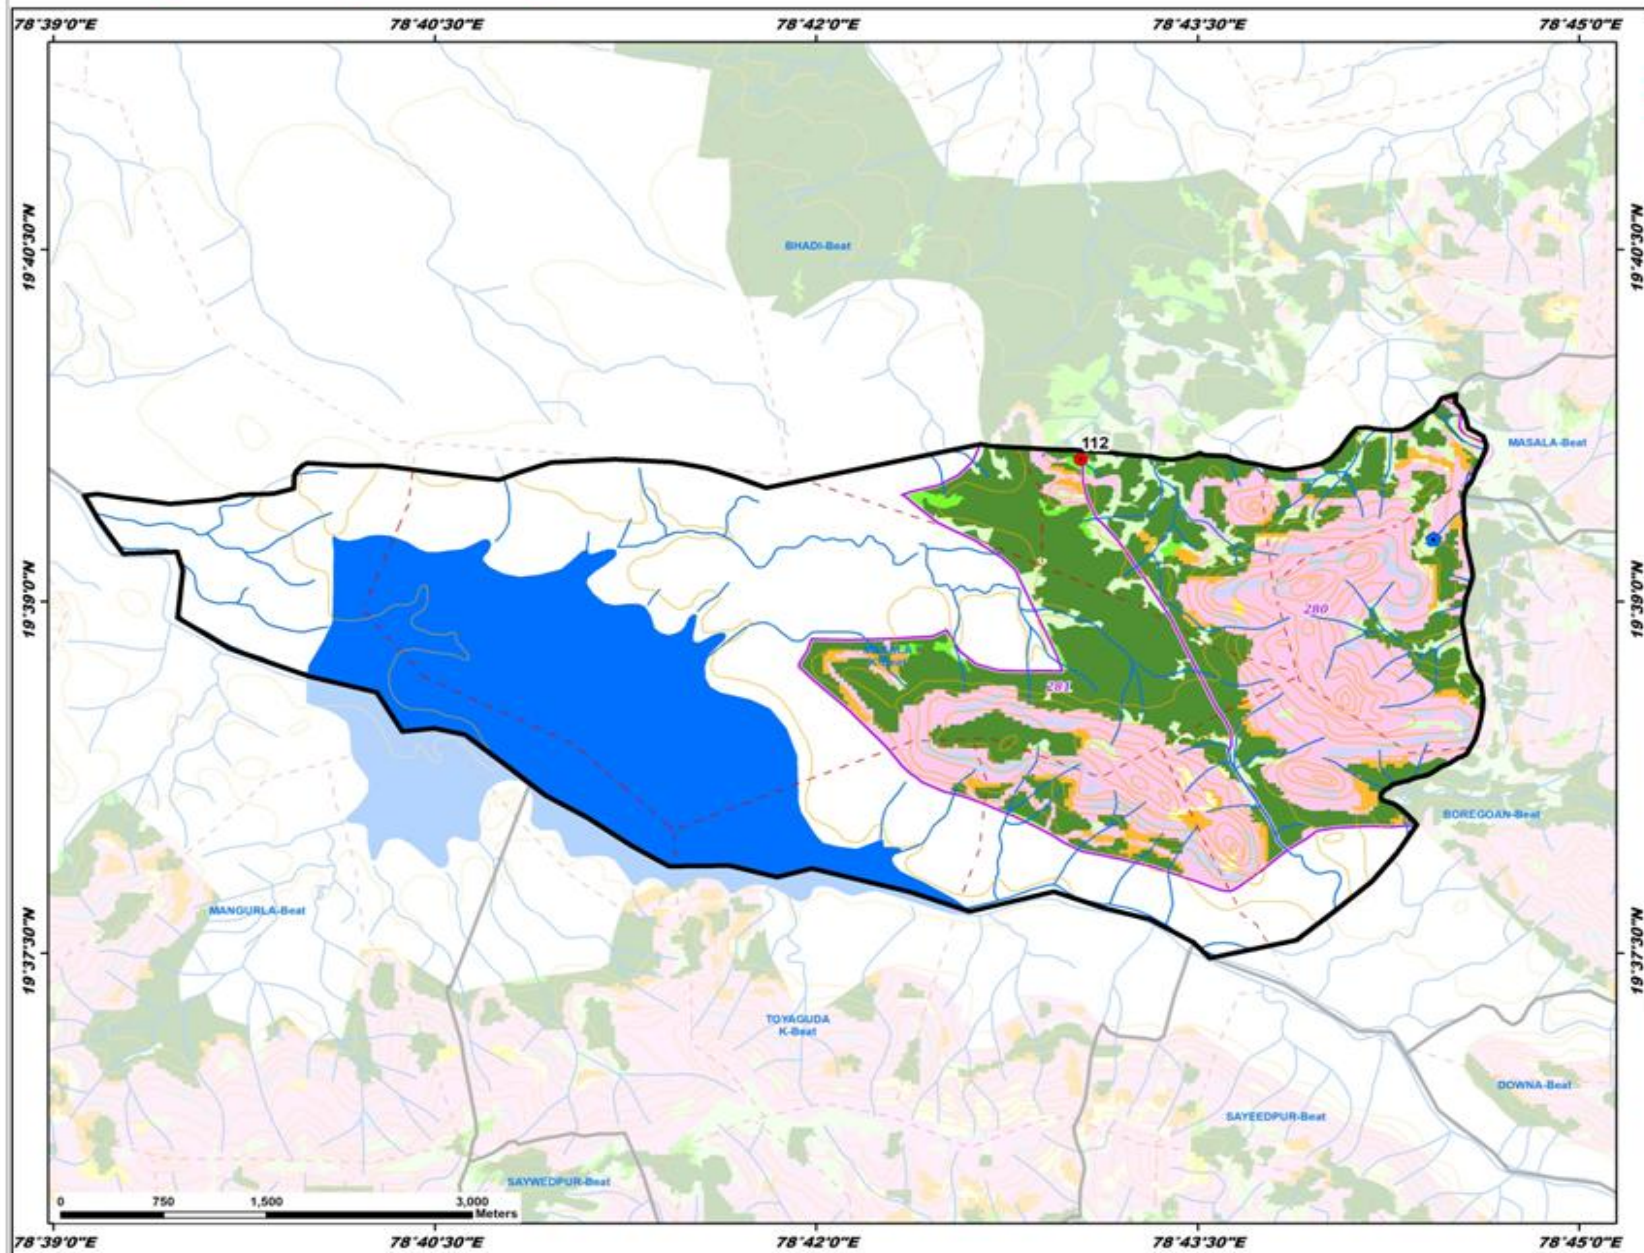 78°39'0"E 78°40'30"E 78°42'0"E 78°43'30"E 78°45'0"E
19°40'30"N
BHADI-Beat
19°40'30"N
112
MASALA-Beat
19°39'0"N
280
19°39'0"N
281
BOREGOAN-Beat
MANGURLA-Beat
19°37'30"N
19°37'30"N
TOYAGUDA
K-Beat
DOWNA-Beat
SAYEEDPUR-Beat
SAYWEDPUR-Beat
0 750 1,500 3,000
Meters
78°39'0"E 78°40'30"E 78°42'0"E 78°43'30"E 78°45'0"E